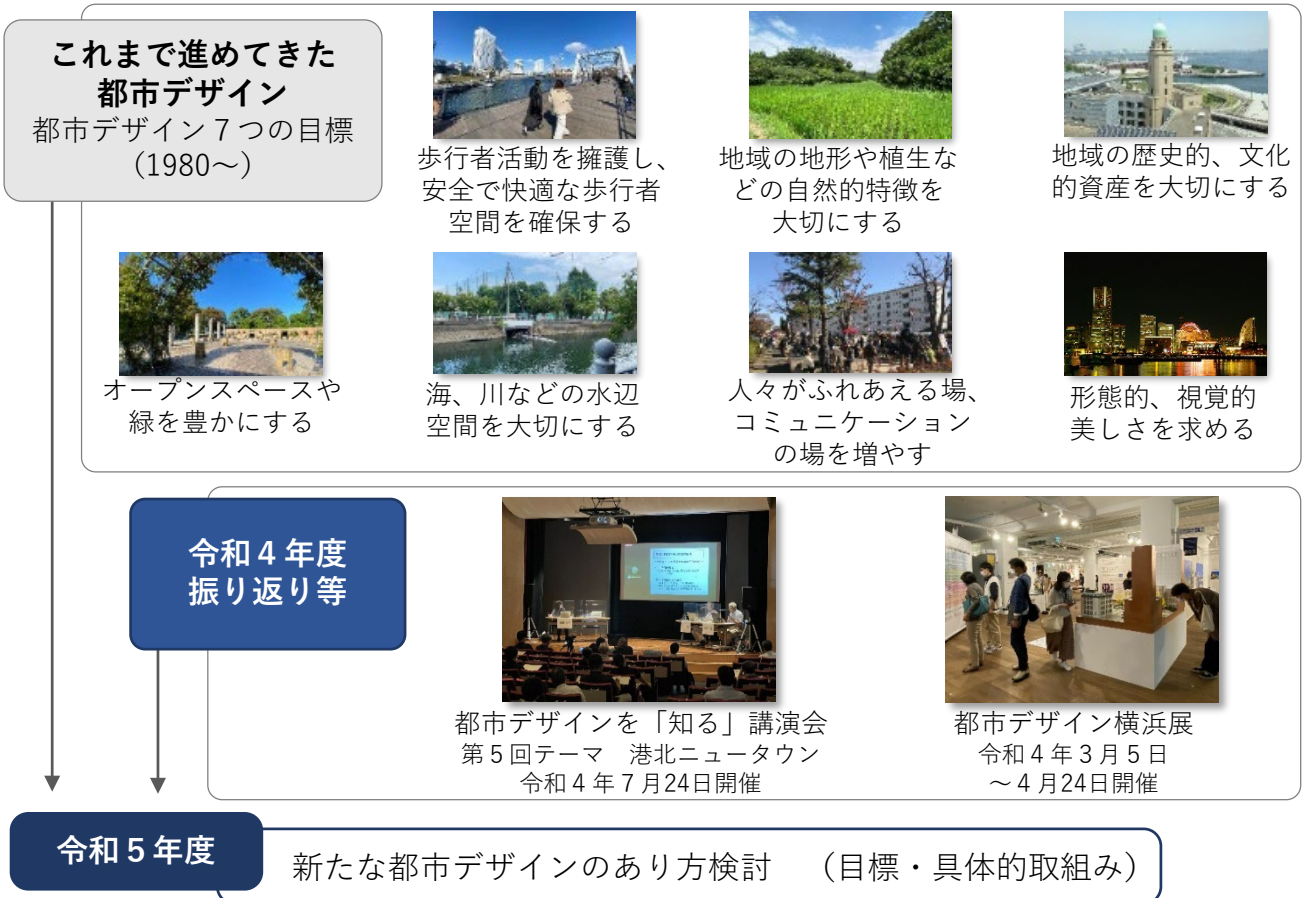 これまで進めてきた
都市デザイン
都市デザイン７つの目標
（1980～）
歩行者活動を擁護し、
安全で快適な歩行者
空間を確保する
地域の地形や植生な
どの自然的特徴を
大切にする
地域の歴史的、文化
的資産を大切にする
オープンスペースや
緑を豊かにする
海、川などの水辺
空間を大切にする
人々がふれあえる場、
コミュニケーション
の場を増やす
形態的、視覚的
美しさを求める
令和４年度
振り返り等
都市デザインを「知る」講演会
第５回テーマ　港北ニュータウン
令和４年７月24日開催
都市デザイン横浜展
令和４年３月５日
～４月24日開催
令和５年度
新たな都市デザインのあり方検討　（目標・具体的取組み）